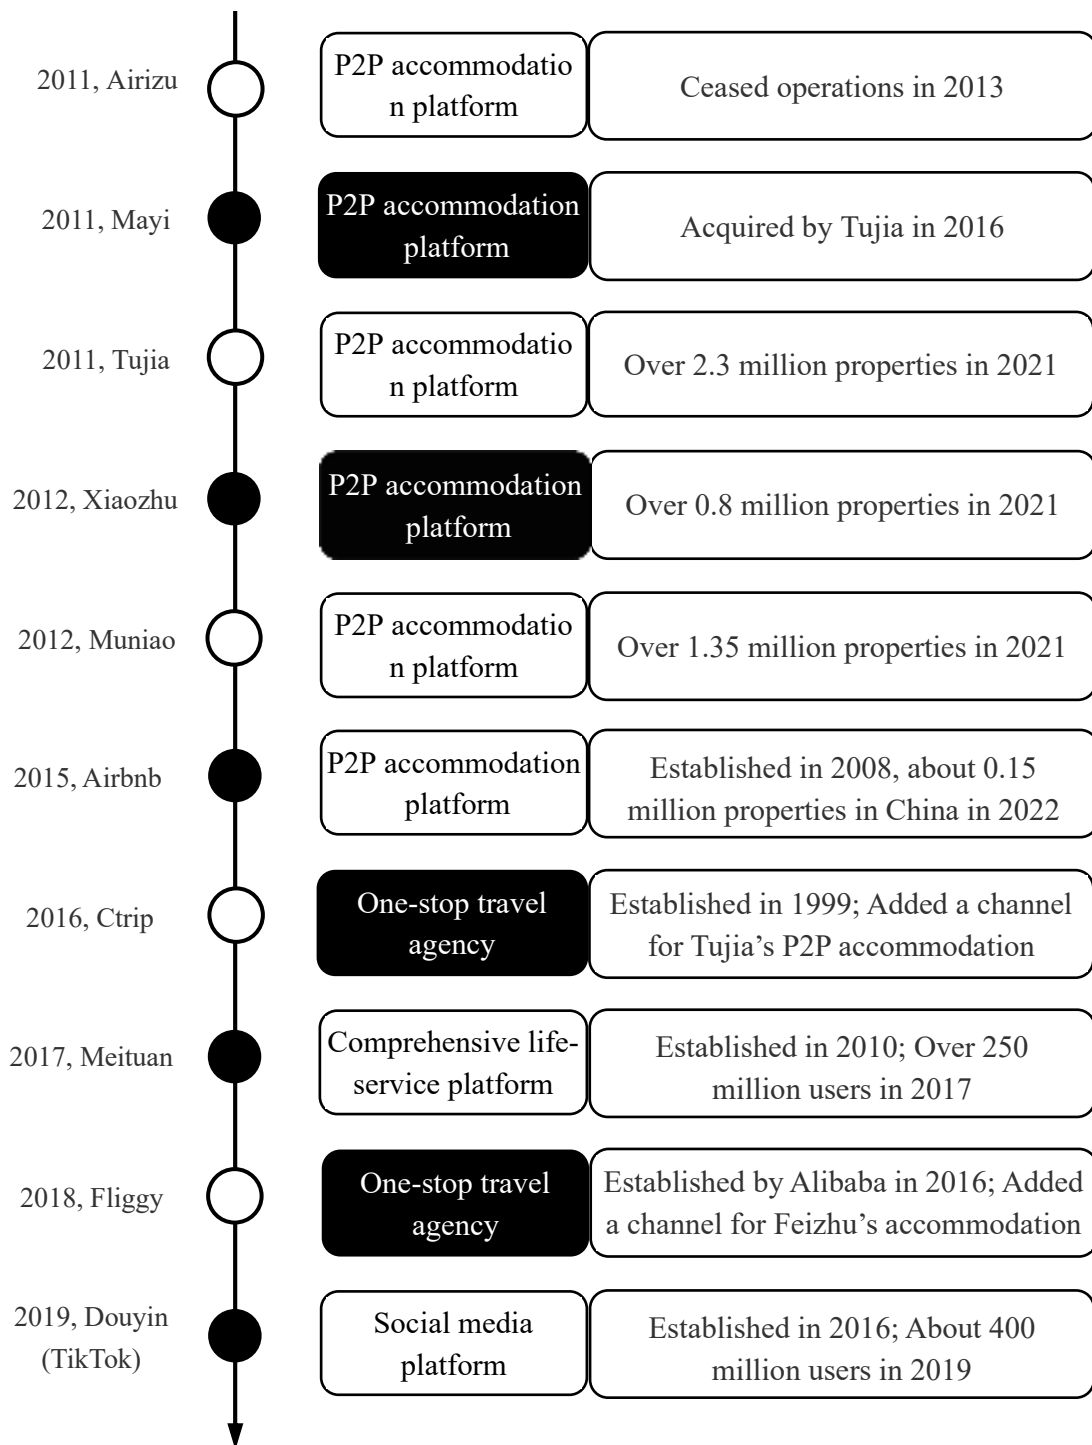 2011, Airizu
P2P accommodatio
n platform
Ceased operations in 2013
2011, Mayi
P2P accommodation
platform
Acquired by Tujia in 2016
2011, Tujia
P2P accommodatio
n platform
Over 2.3 million properties in 2021
2012, Xiaozhu
P2P accommodation
platform
Over 0.8 million properties in 2021
2012, Muniao
P2P accommodatio
n platform
Over 1.35 million properties in 2021
2015, Airbnb
P2P accommodation
platform
Established in 2008, about 0.15
million properties in China in 2022
2016, Ctrip
One-stop travel
agency
Established in 1999; Added a channel
for Tujia’s P2P accommodation
2017, Meituan
Comprehensive life-
service platform
Established in 2010; Over 250
million users in 2017
2018, Fliggy
One-stop travel
agency
Established by Alibaba in 2016; Added
a channel for Feizhu’s accommodation
2019, Douyin
(TikTok)
Social media
platform
Established in 2016; About 400
million users in 2019